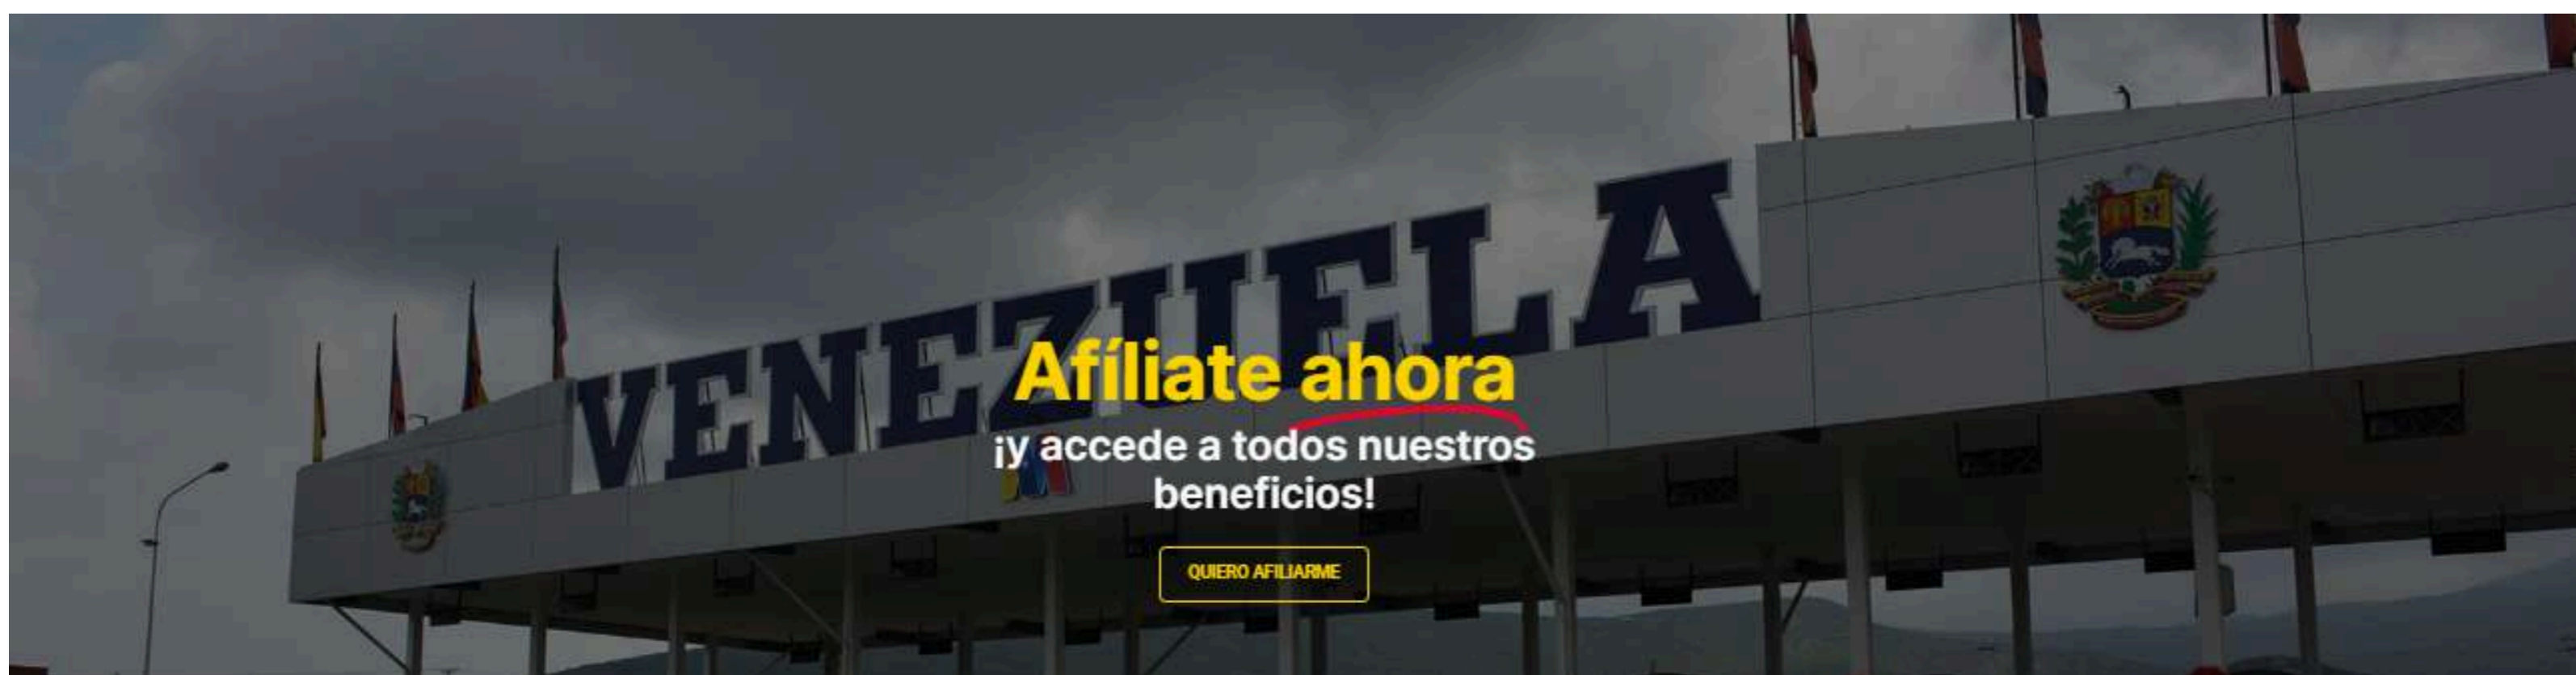 VENEZUELA
Afíliate ahora
¡y accede a todos nuestros
beneficios!
QUIERO AFILIARME